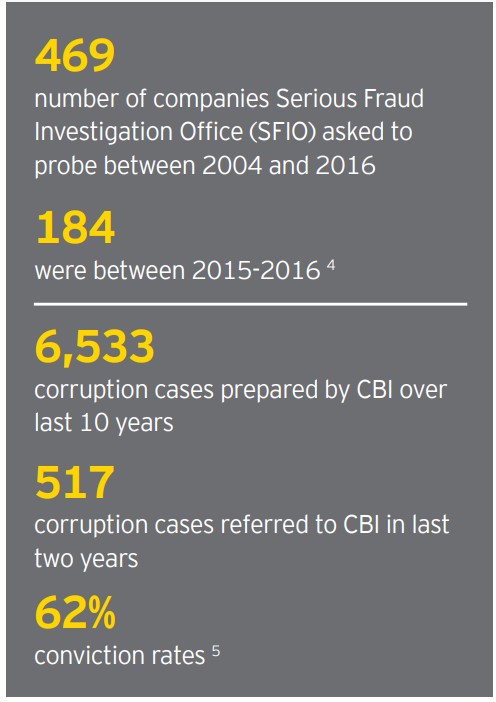 469
number of companies Serious Fraud
Investigation Office (SFIO) asked to
probe between 2004 and 2016
184
were between 2015-2016 4
6,533
corruption cases prepared by CBI over
last 10 years
517
corruption cases referred to CBI in last
two years
62%
conviction rates 5